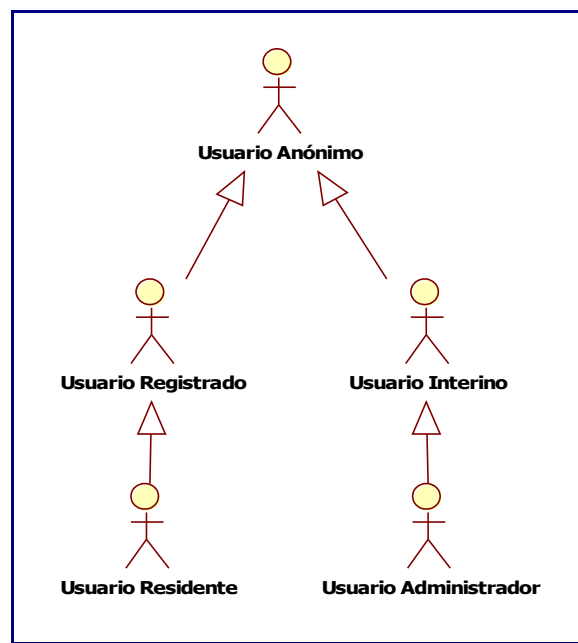 Usuario Anónimo
Usuario Registrado
Usuario Interino
Usuario Residente
Usuario Administrador